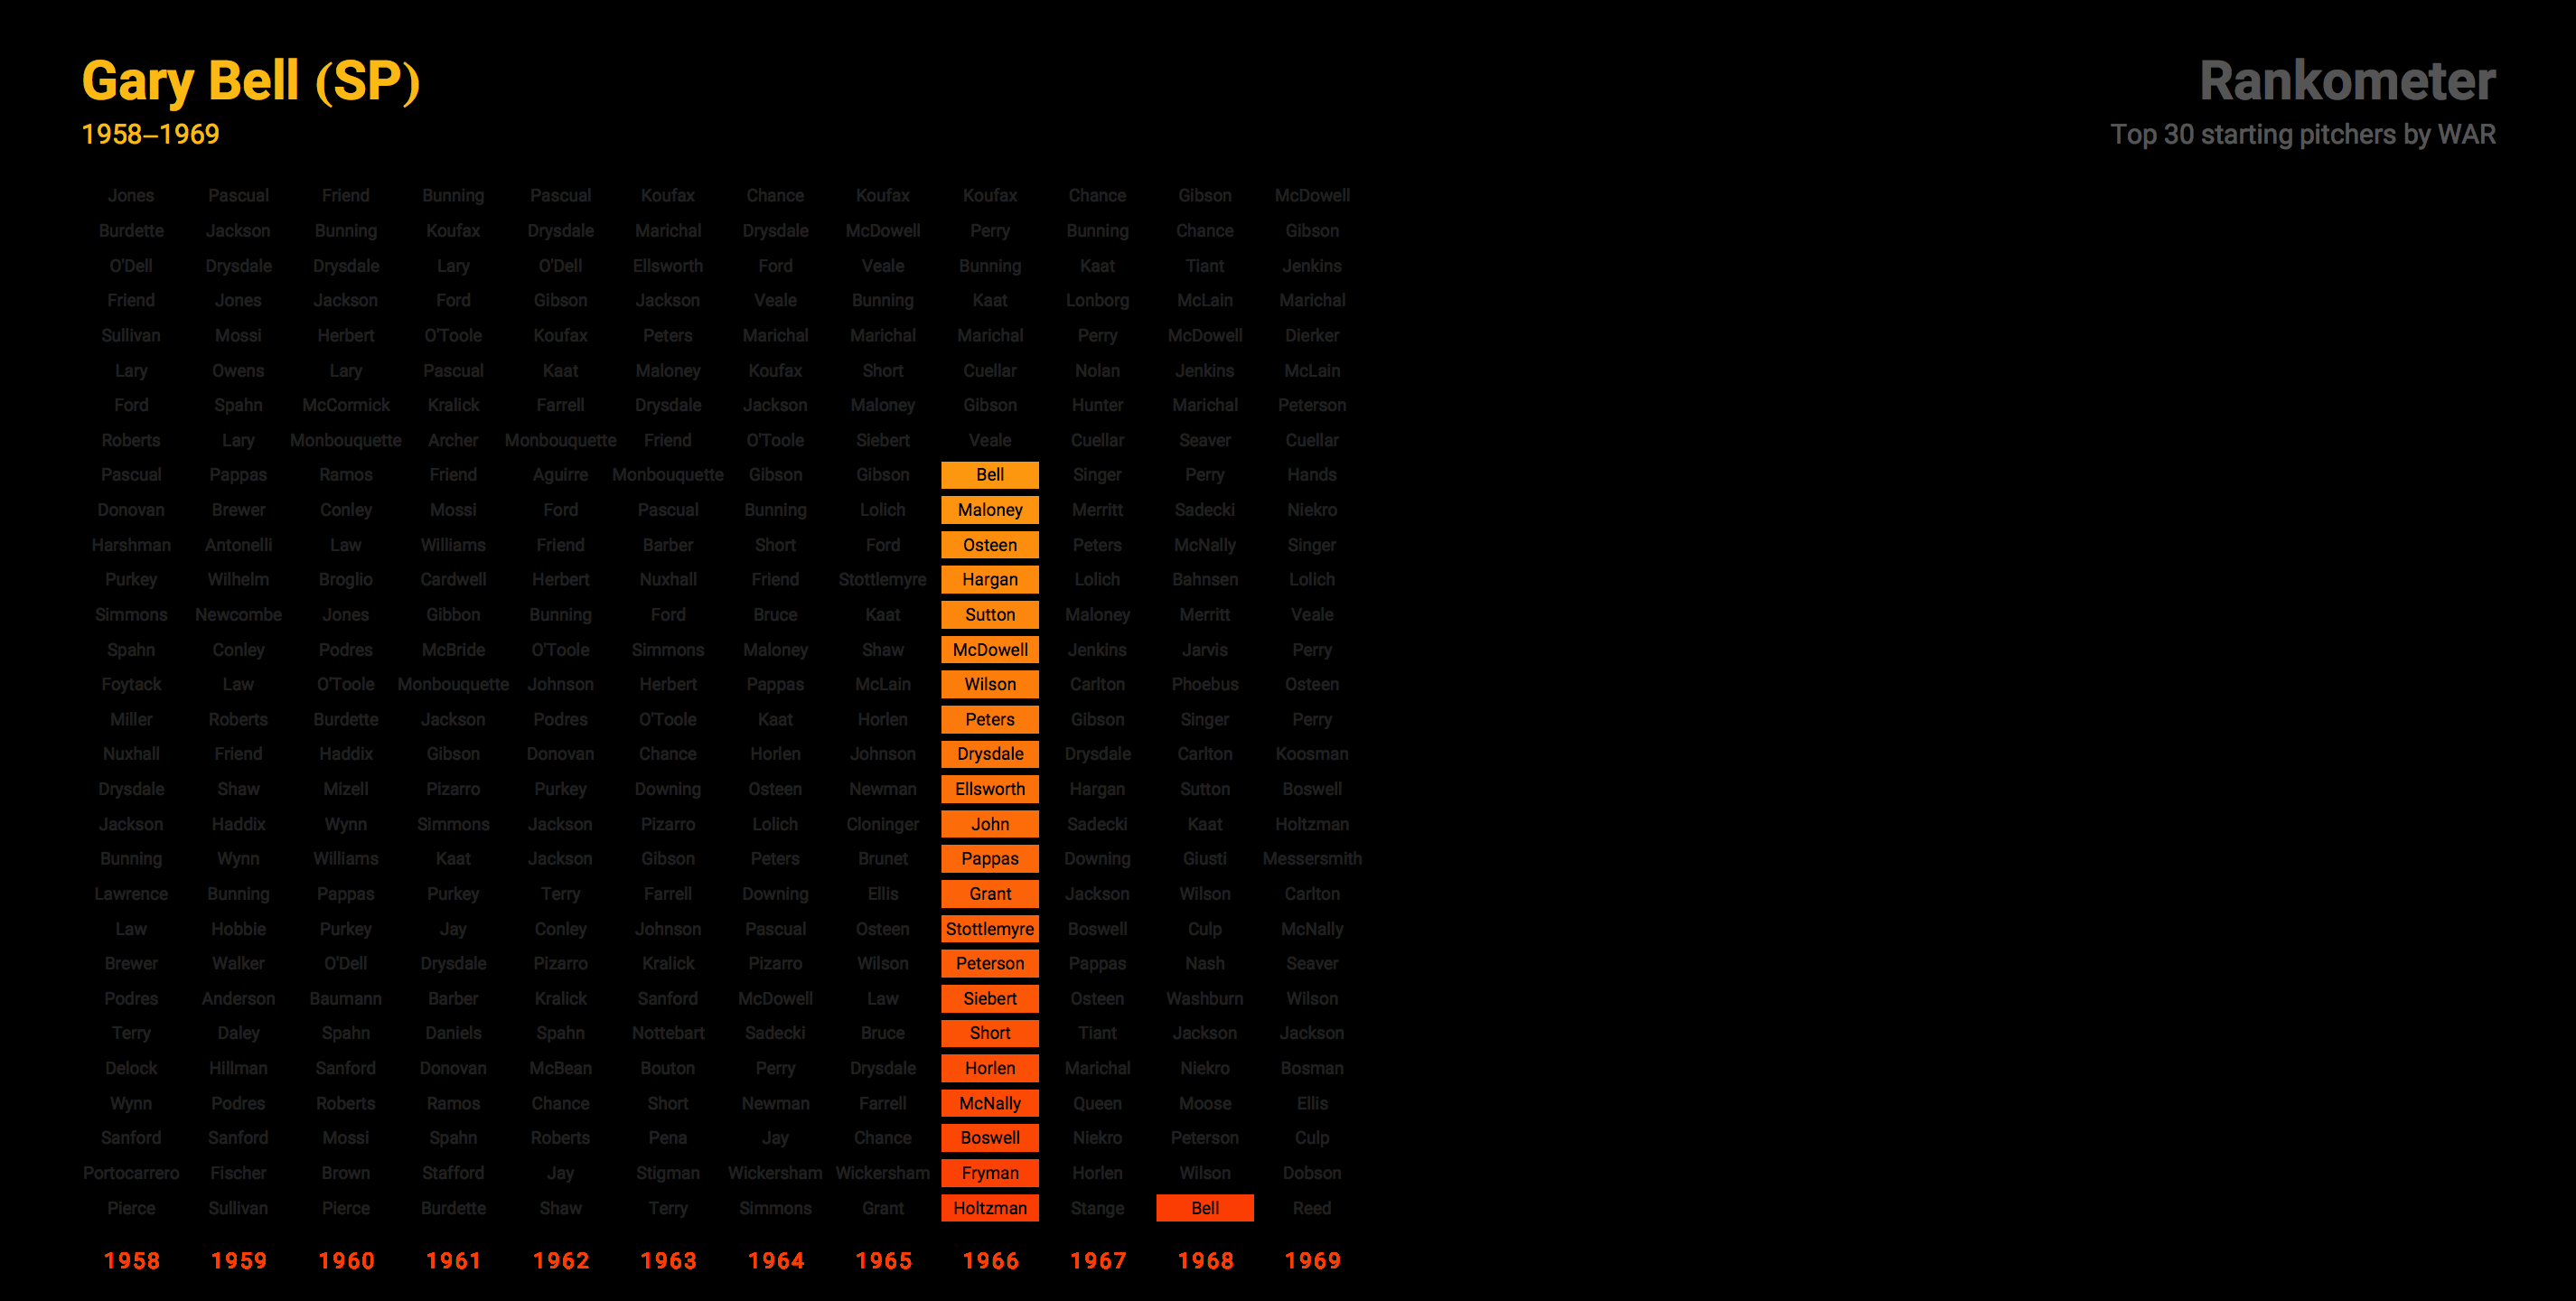 Gary Bell (SP)
1958–1969
Rankometer
Top 30 starting pitchers by WAR
Jones Pascual Friend Bunning Pascual Koufax Chance Koufax Koufax Chance Gibson McDowell
Burdette Jackson Bunning Koufax Drysdale Marichal Drysdale McDowell Perry Bunning Chance Gibson
O'Dell Drysdale Drysdale Lary O'Dell Ellsworth Ford Veale Bunning Kaat Tiant Jenkins
Friend Jones Jackson Ford Gibson Jackson Veale Bunning Kaat Lonborg McLain Marichal
Sullivan Mossi Herbert O'Toole Koufax Peters Marichal Marichal Marichal Perry McDowell Dierker
Lary Owens Lary Pascual Kaat Maloney Koufax Short Cuellar Nolan Jenkins McLain
Ford Spahn McCormick Kralick Farrell Drysdale Jackson Maloney Gibson Hunter Marichal Peterson
Roberts Lary Monbouquette Archer Monbouquette Friend O'Toole Siebert Veale Cuellar Seaver Cuellar
Pascual Pappas Ramos Friend Aguirre Monbouquette Gibson Gibson Bell Singer Perry Hands
Donovan Brewer Conley Mossi Ford Pascual Bunning Lolich Maloney Merritt Sadecki Niekro
Harshman Antonelli Law Williams Friend Barber Short Ford Osteen Peters McNally Singer
Purkey Wilhelm Broglio Cardwell Herbert Nuxhall Friend Stottlemyre Hargan Lolich Bahnsen Lolich
Simmons Newcombe Jones Gibbon Bunning Ford Bruce Kaat Sutton Maloney Merritt Veale
Spahn Conley Podres McBride O'Toole Simmons Maloney Shaw McDowell Jenkins Jarvis Perry
Foytack Law O'Toole Monbouquette Johnson Herbert Pappas McLain Wilson Carlton Phoebus Osteen
Miller Roberts Burdette Jackson Podres O'Toole Kaat Horlen Peters Gibson Singer Perry
Nuxhall Friend Haddix Gibson Donovan Chance Horlen Johnson Drysdale Drysdale Carlton Koosman
Drysdale Shaw Mizell Pizarro Purkey Downing Osteen Newman Ellsworth Hargan Sutton Boswell
Jackson Haddix Wynn Simmons Jackson Pizarro Lolich Cloninger John Sadecki Kaat Holtzman
Bunning Wynn Williams Kaat Jackson Gibson Peters Brunet Pappas Downing Giusti Messersmith
Lawrence Bunning Pappas Purkey Terry Farrell Downing Ellis Grant Jackson Wilson Carlton
Law Hobbie Purkey Jay Conley Johnson Pascual Osteen Stottlemyre Boswell Culp McNally
Brewer Walker O'Dell Drysdale Pizarro Kralick Pizarro Wilson Peterson Pappas Nash Seaver
Podres Anderson Baumann Barber Kralick Sanford McDowell Law Siebert Osteen Washburn Wilson
Terry Daley Spahn Daniels Spahn Nottebart Sadecki Bruce Short Tiant Jackson Jackson
Delock Hillman Sanford Donovan McBean Bouton Perry Drysdale Horlen Marichal Niekro Bosman
Wynn Podres Roberts Ramos Chance Short Newman Farrell McNally Queen Moose Ellis
Sanford Sanford Mossi Spahn Roberts Pena Jay Chance Boswell Niekro Peterson Culp
Portocarrero Fischer Brown Stafford Jay Stigman Wickersham Wickersham Fryman Horlen Wilson Dobson
Pierce Sullivan Pierce Burdette Shaw Terry Simmons Grant Holtzman Stange Bell Reed
1958 1959 1960 1961 1962 1963 1964 1965 1966 1967 1968 1969